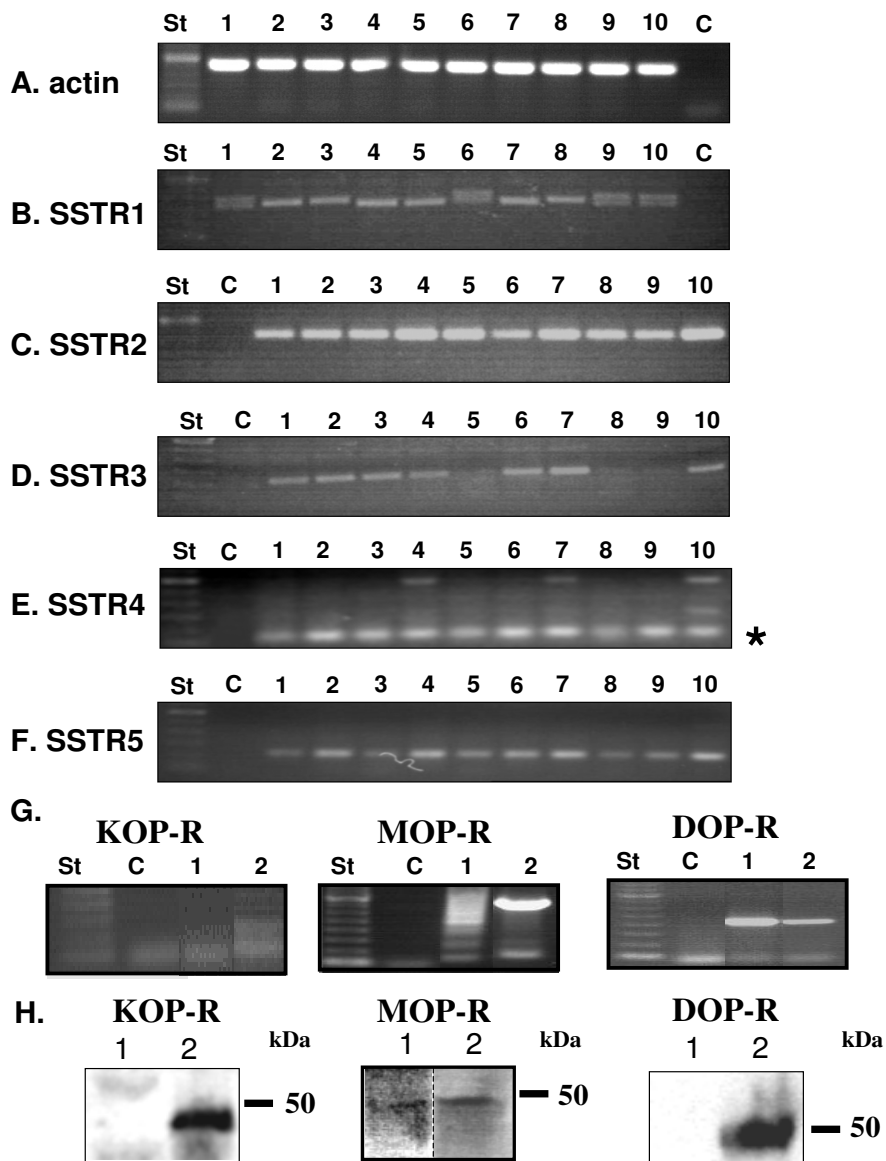 St 1 2 3 4 5 6 7 8 9 10 C
A. actin
St 1 2 3 4 5 6 7 8 9 10 C
B. SSTR1
St C 1 2 3 4 5 6 7 8 9 10
C. SSTR2
St C 1 2 3 4 5 6 7 8 9 10
D. SSTR3
St C 1 2 3 4 5 6 7 8 9 10
E. SSTR4 *
St C 1 2 3 4 5 6 7 8 9 10
F. SSTR5
G.
KOP-R MOP-R DOP-R
St C 1 2 St C 1 2 St C 1 2
H. KOP-R MOP-R DOP-R
1 2 kDa 1 2 kDa 1 2 kDa
50 50 50